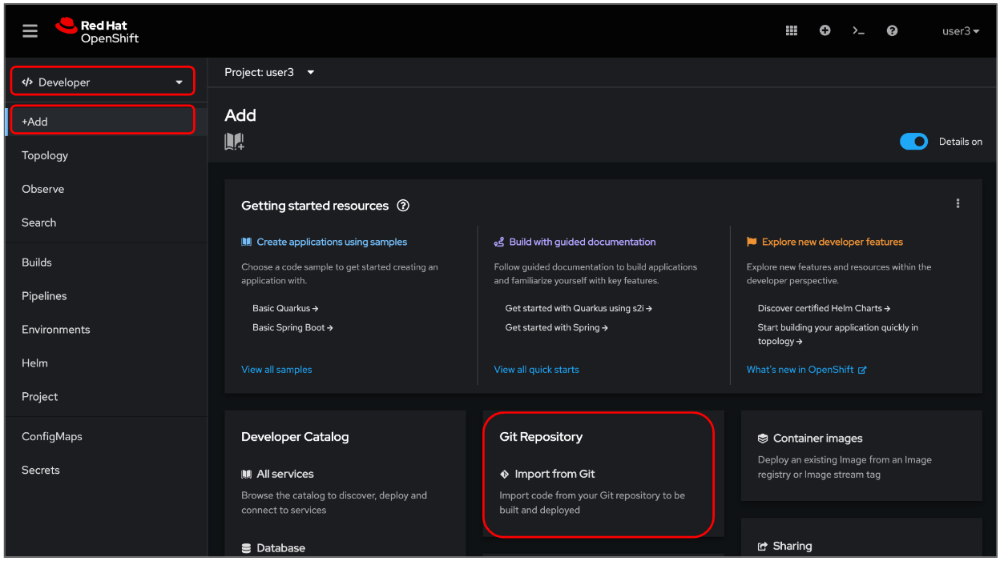 Red Hat
OpenShift
user3
Developer
+Add
Topology
Observe
Search
Builds
Pipelines
Environments
Helm
Project
ConfigMaps
Secrets
Project: user3
Add
Details on
Getting started resources
Create applications using samples
Choose a code sample to get started creating an
application with.
Basic Quarkus →
Basic Spring Boot →
View all samples
Build with guided documentation
Follow guided documentation to build applications
and familiarize yourself with key features.
Get started with Quarkus using s2i →
Get started with Spring →
View all quick starts
Explore new developer features
Explore new features and resources within the
developer perspective.
Discover certified Helm Charts →
Start building your application quickly in
topology →
What's new in OpenShift
Developer Catalog
All services
Browse the catalog to discover, deploy and
connect to services
Database
Git Repository
Import from Git
Import code from your Git repository to be
built and deployed
Container images
Deploy an existing Image from an Image
registry or Image stream tag
Sharing